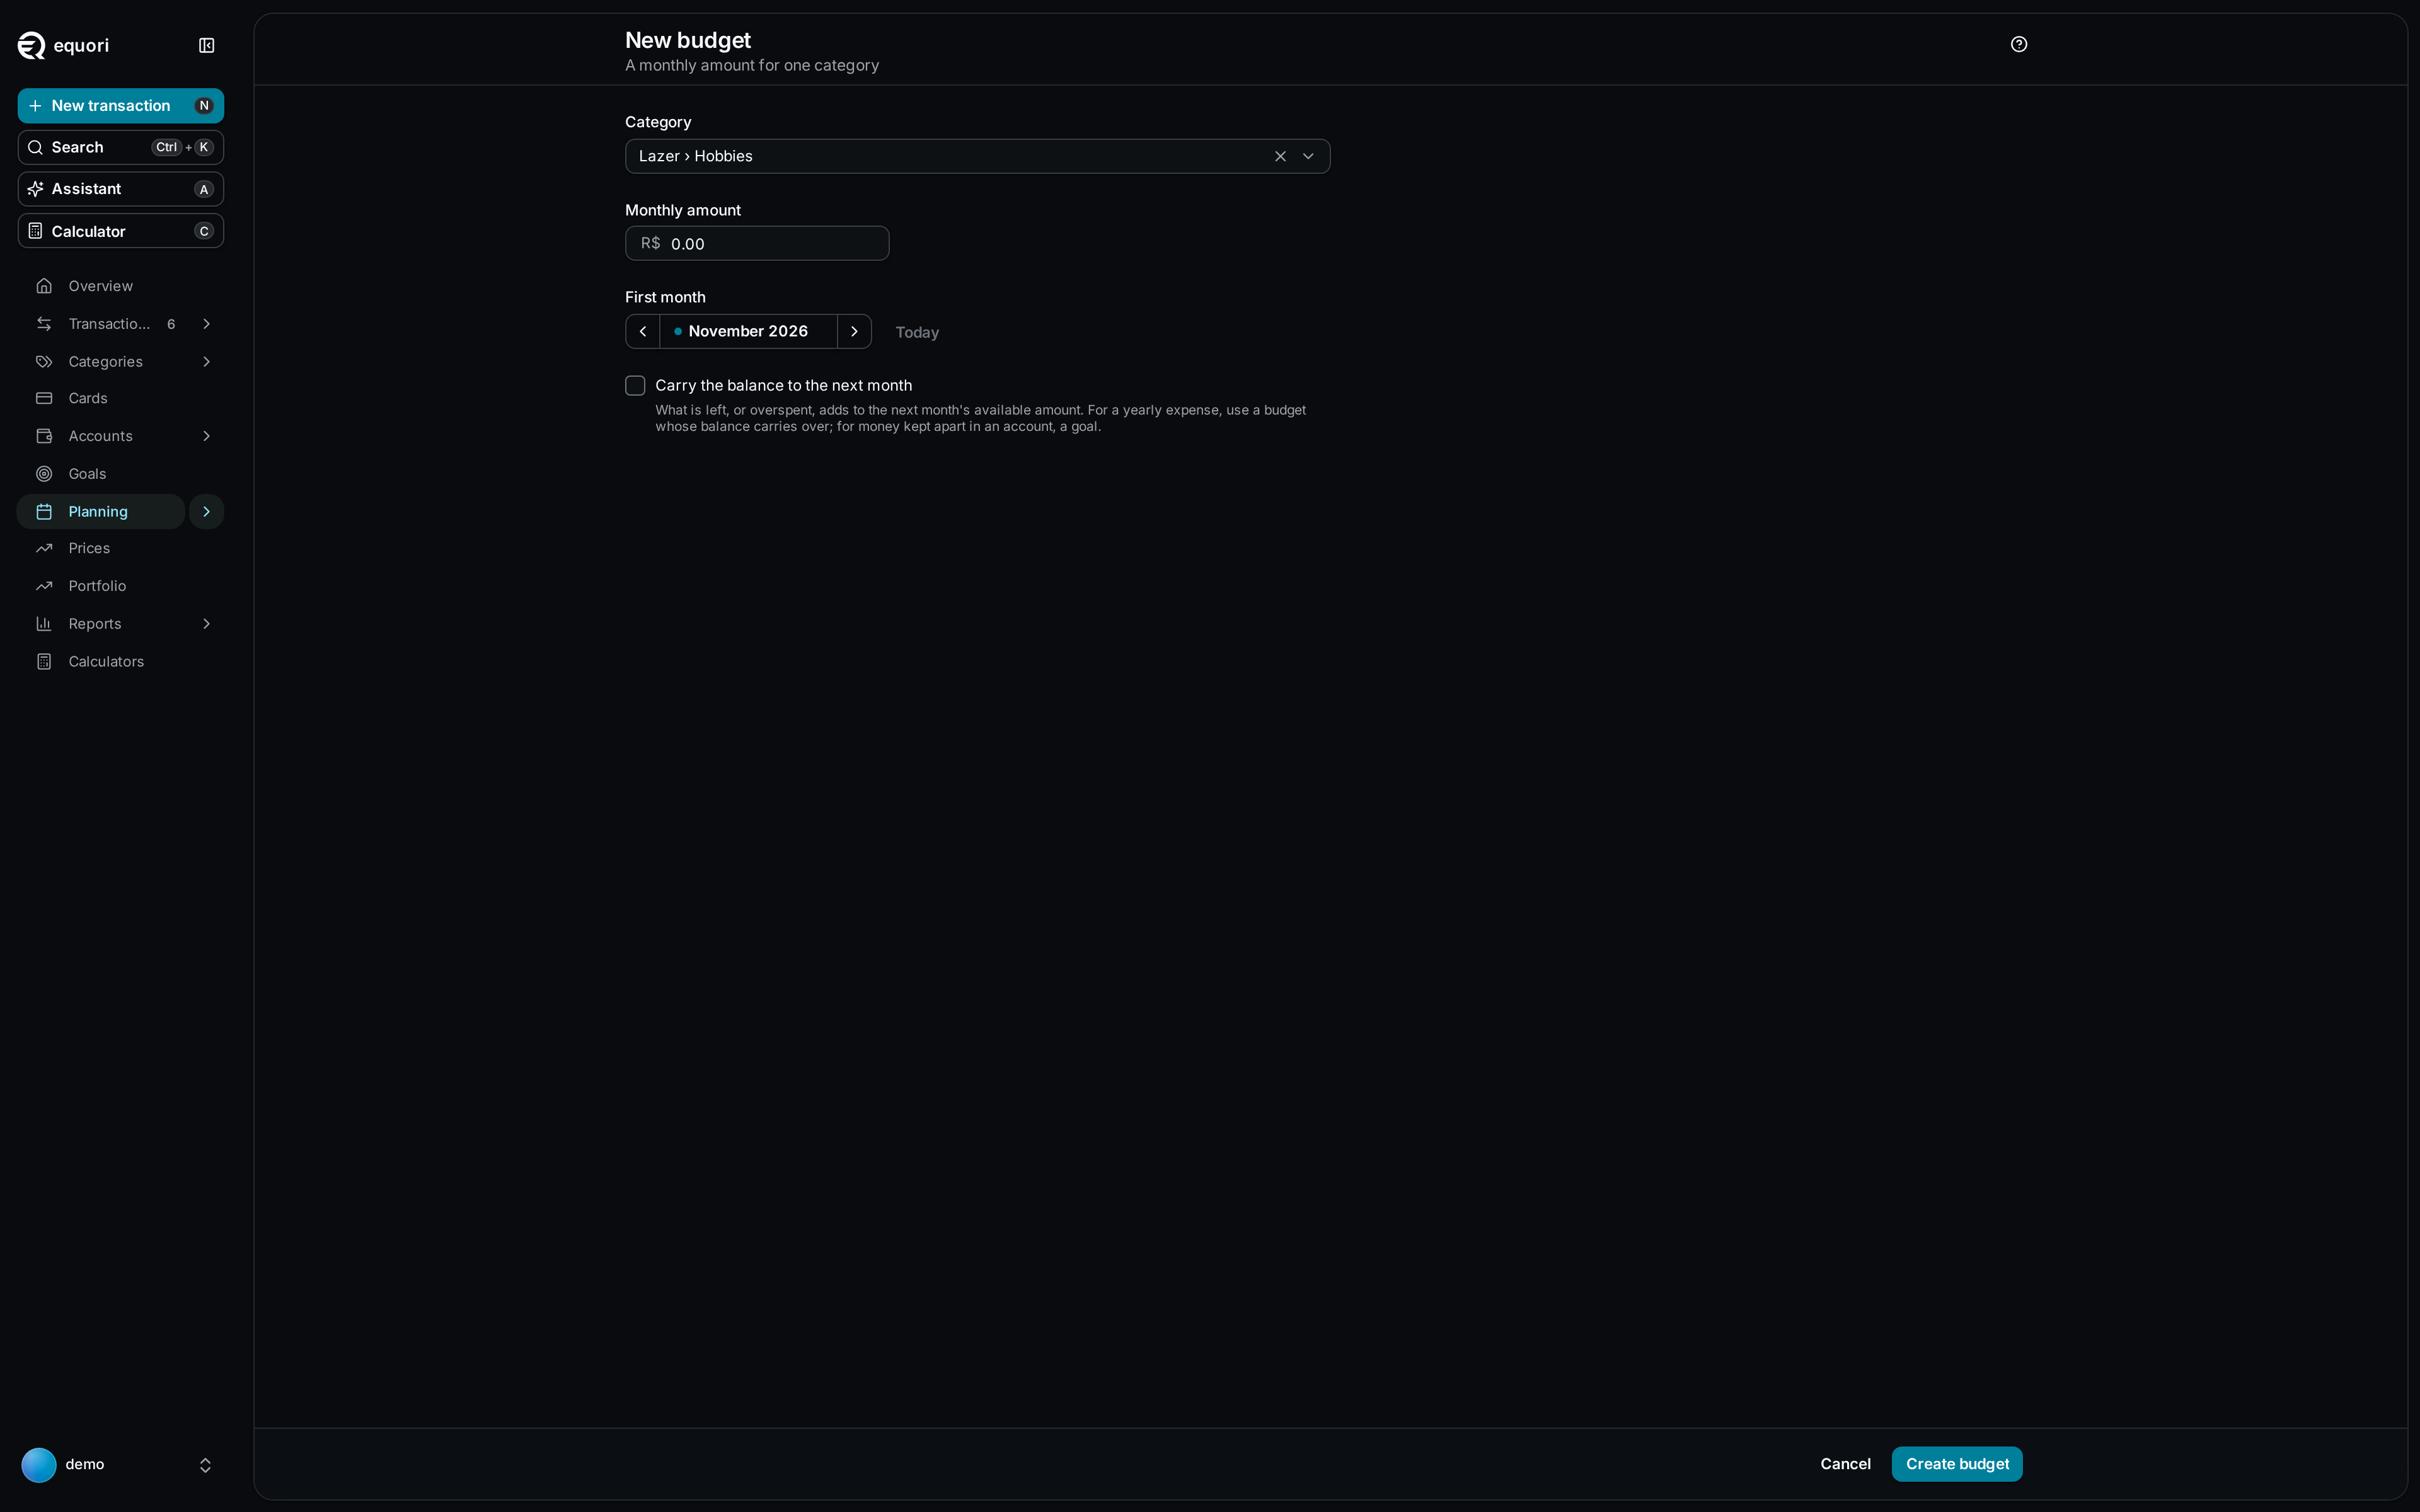 equori
New transaction N
Search Ctrl + K
Assistant A
Calculator C
Overview
Transactio... 6
Categories
Cards
Accounts
Goals
Planning
Prices
Portfolio
Reports
Calculators
demo
New budget
A monthly amount for one category
Category
Lazer › Hobbies
Monthly amount
R$ 0.00
First month
November 2026
Today
Carry the balance to the next month
What is left, or overspent, adds to the next month's available amount. For a yearly expense, use a budget
whose balance carries over; for money kept apart in an account, a goal.
Cancel
Create budget